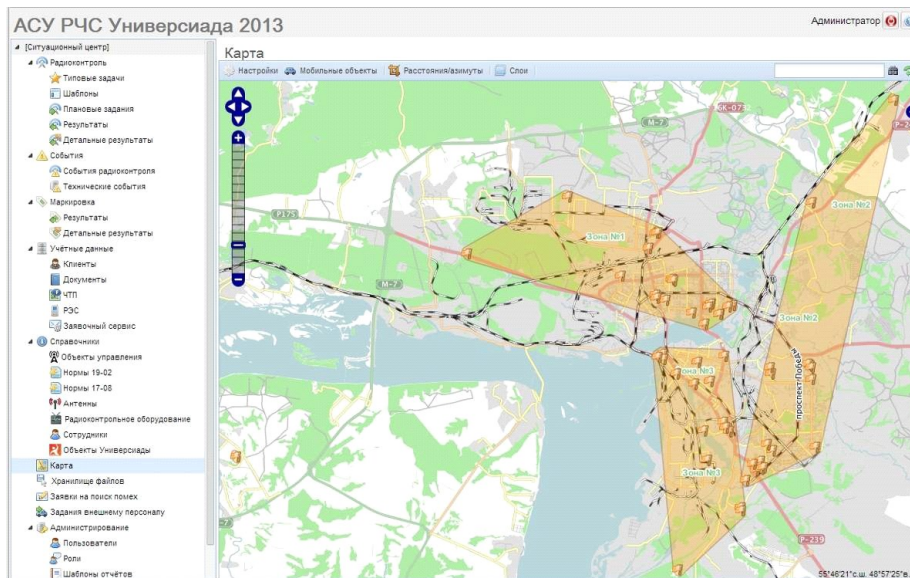 АСУ РЧС Универсиада 2013
Администратор
[Ситуационный центр]
Радиоконтроль
Типовые задачи
Шаблоны
Плановые задания
Результаты
Детальные результаты
События
События радиоконтроля
Технические события
Маркировка
Результаты
Детальные результаты
Учётные данные
Клиенты
Документы
ЧТП
РЭС
Заявочный сервис
Справочники
Объекты управления
Нормы 19-02
Нормы 17-08
Антенны
Радиоконтрольное оборудование
Сотрудники
Объекты Универсиады
Карта
Хранилище файлов
Заявки на поиск помех
Задания внешнему персоналу
Администрирование
Пользователи
Роли
Шаблоны отчётов
Карта
Настройки Мобильные объекты Расстояния/азимуты Слои
М-7
Р175
Зона №2
Зона №1
М-7
Зона №2
проспект Победы
Зона №3
Зона №3
Р-239
55°46'21"с.ш. 48°57'25"в.